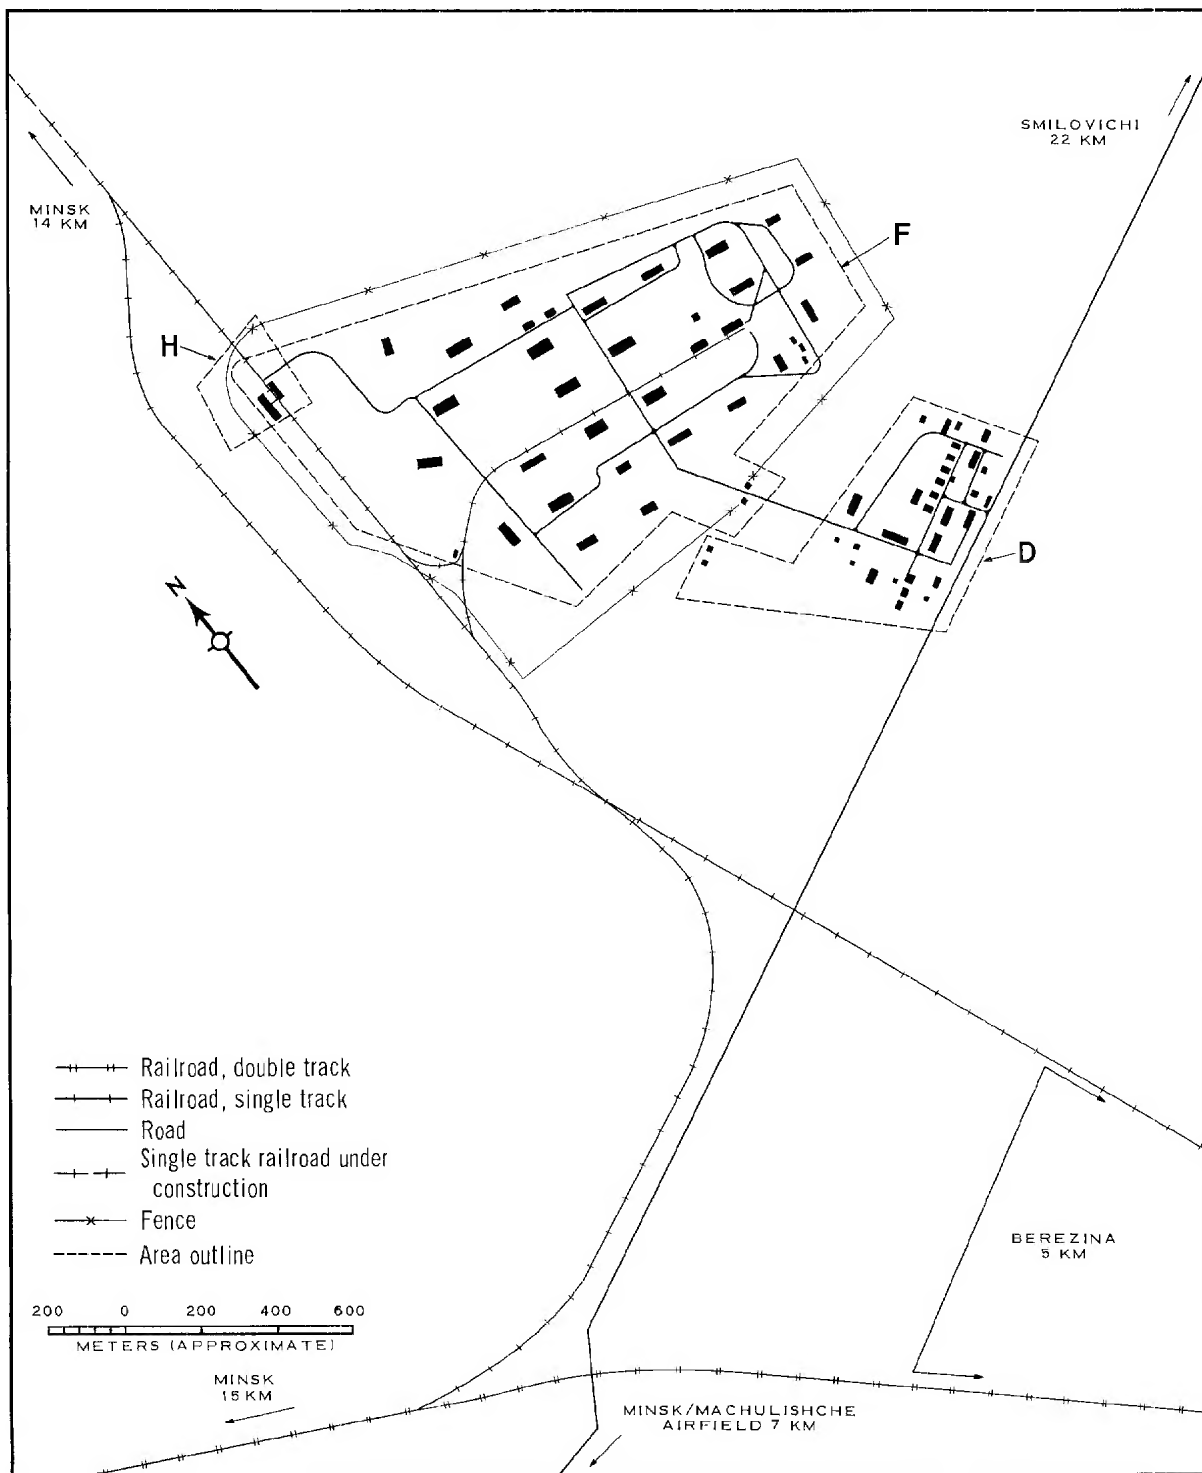 SMILOVICHI
22 KM
MINSK
14 KM
F
H
D
N
Railroad, double track
Railroad, single track
Road
Single track railroad under
construction
Fence
Area outline
200 0 200 400 600
METERS (APPROXIMATE)
BEREZINA
5 KM
MINSK
15 KM
MINSK/MACHULISHCHE
AIRFIELD 7 KM